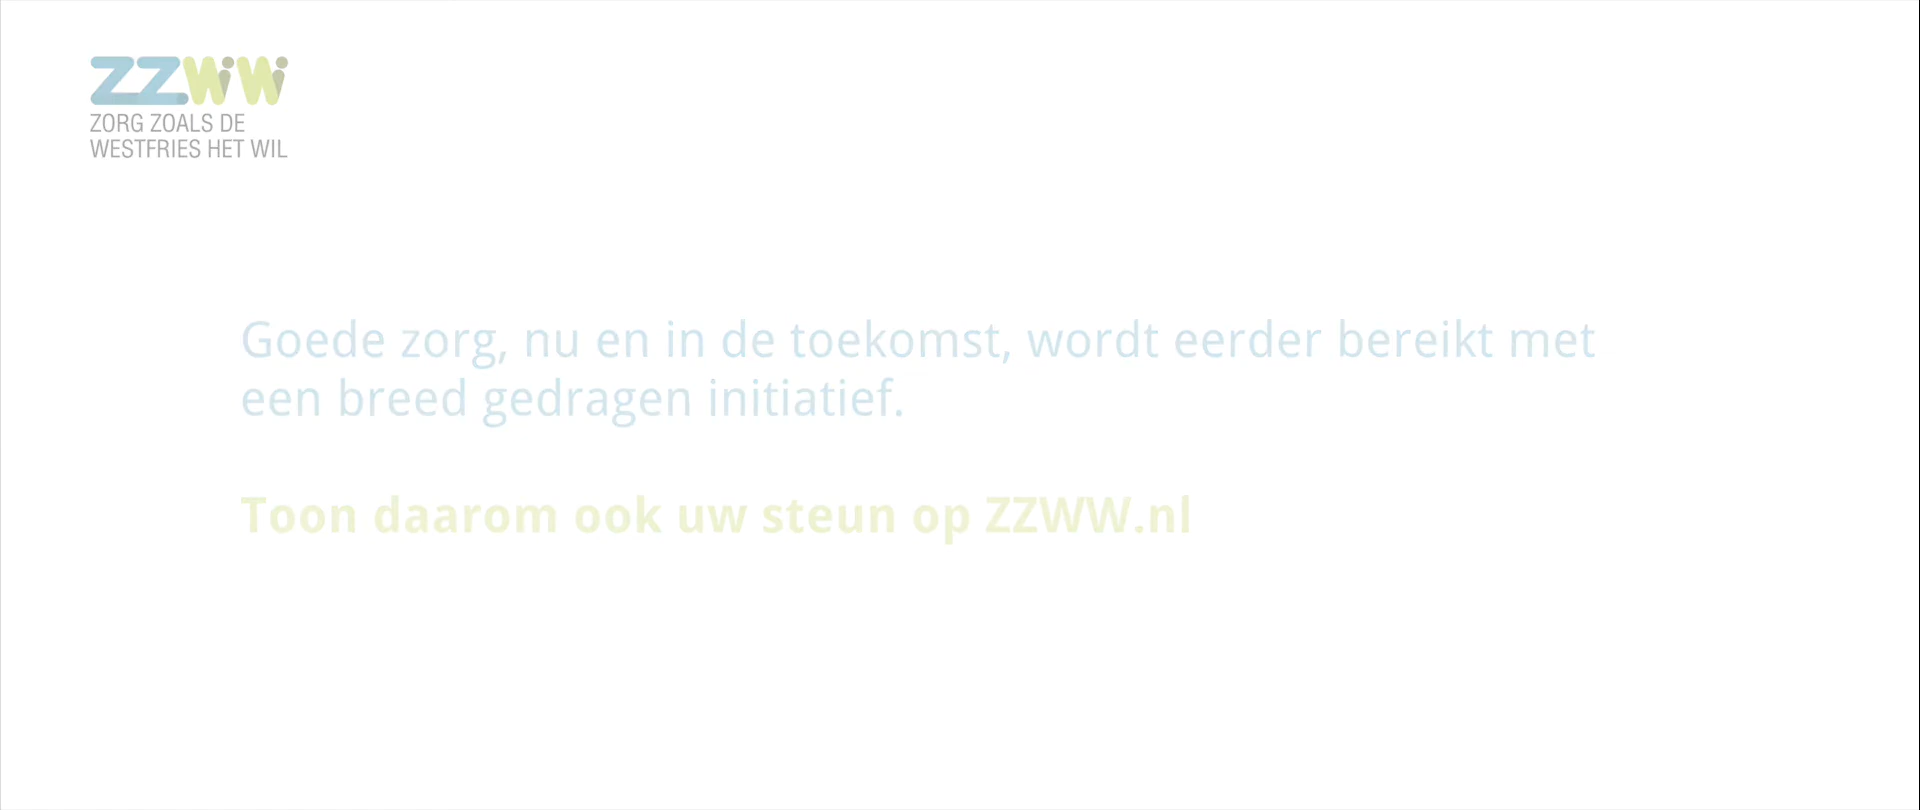 ZZWW
ZORG ZOALS DE
WESTFRIES HET WIL
Goede zorg, nu en in de toekomst, wordt eerder bereikt met
een breed gedragen initiatief.
Toon daarom ook uw steun op ZZWW.nl